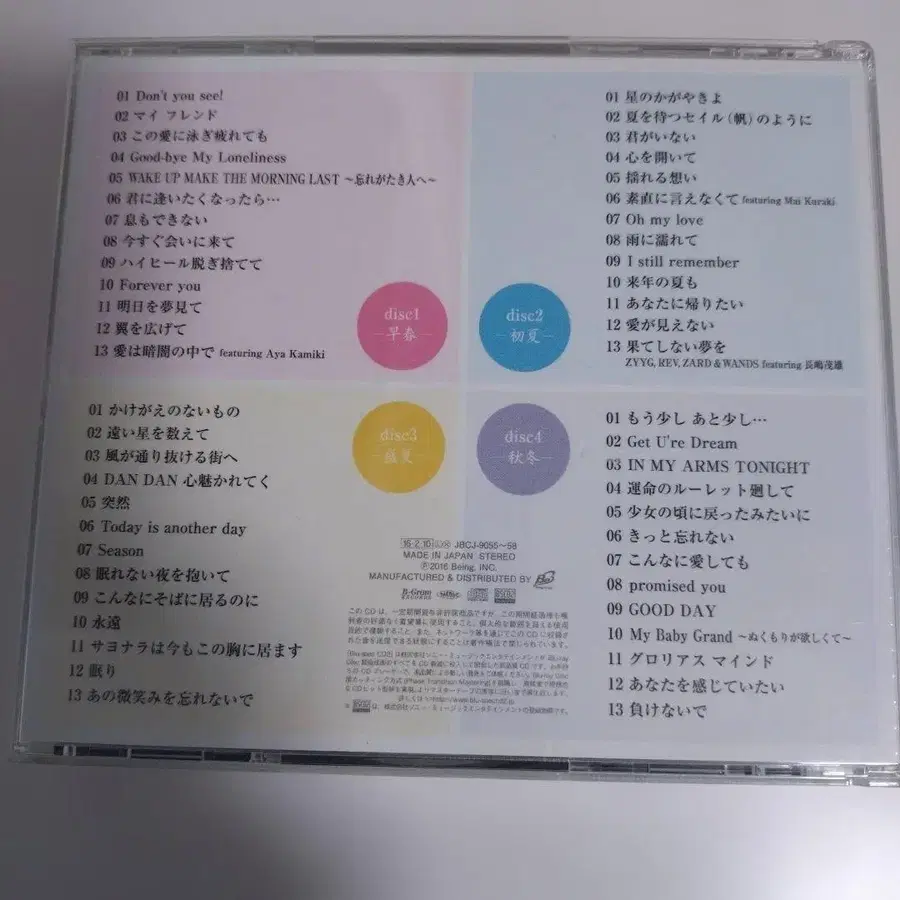 01 Don't you see!
02 マイ フレンド
03 この愛に泳ぎ疲れても
04 Good-bye My Loneliness
05 WAKE UP MAKE THE MORNING LAST ～忘れがたき人へ～
06 君に逢いたくなったら…
07 息もできない
08 今すぐ会いに来て
09 ハイヒール脱ぎ捨てて
10 Forever you
11 明日を夢見て
12 翼を広げて
13 愛は暗闇の中で featuring Aya Kamiki
disc1
早春
01 星のかがやきよ
02 夏を待つセイル(帆)のように
03 君がいない
04 心を開いて
05 揺れる想い
06 素直に言えなくて featuring Mai Kuraki
07 Oh my love
08 雨に濡れて
09 I still remember
10 来年の夏も
11 あなたに帰りたい
12 愛が見えない
13 果てしない夢を
ZYYG, REV, ZARD & WANDS featuring 長嶋茂雄
disc2
初夏
01 かけがえのないもの
02 遠い星を数えて
03 風が通り抜ける街へ
04 DAN DAN 心魅かれてく
05 突然
06 Today is another day
07 Season
08 眠れない夜を抱いて
09 こんなにそばに居るのに
10 永遠
11 サヨナラは今もこの胸に居ます
12 眠り
13 あの微笑みを忘れないで
disc3
盛夏
01 もう少し あと少し…
02 Get U're Dream
03 IN MY ARMS TONIGHT
04 運命のルーレット廻して
05 少女の頃に戻ったみたいに
06 きっと忘れない
07 こんなに愛しても
08 promised you
09 GOOD DAY
10 My Baby Grand ～ぬくもりが欲しくて～
11 グロリアス マインド
12 あなたを感じていたい
13 負けないで
disc4
秋冬
16・2・10 JBCJ-9055～58
MADE IN JAPAN STEREO
Ⓟ2016 Being, INC.
MANUFACTURED & DISTRIBUTED BY
B-Gram
RECORDS